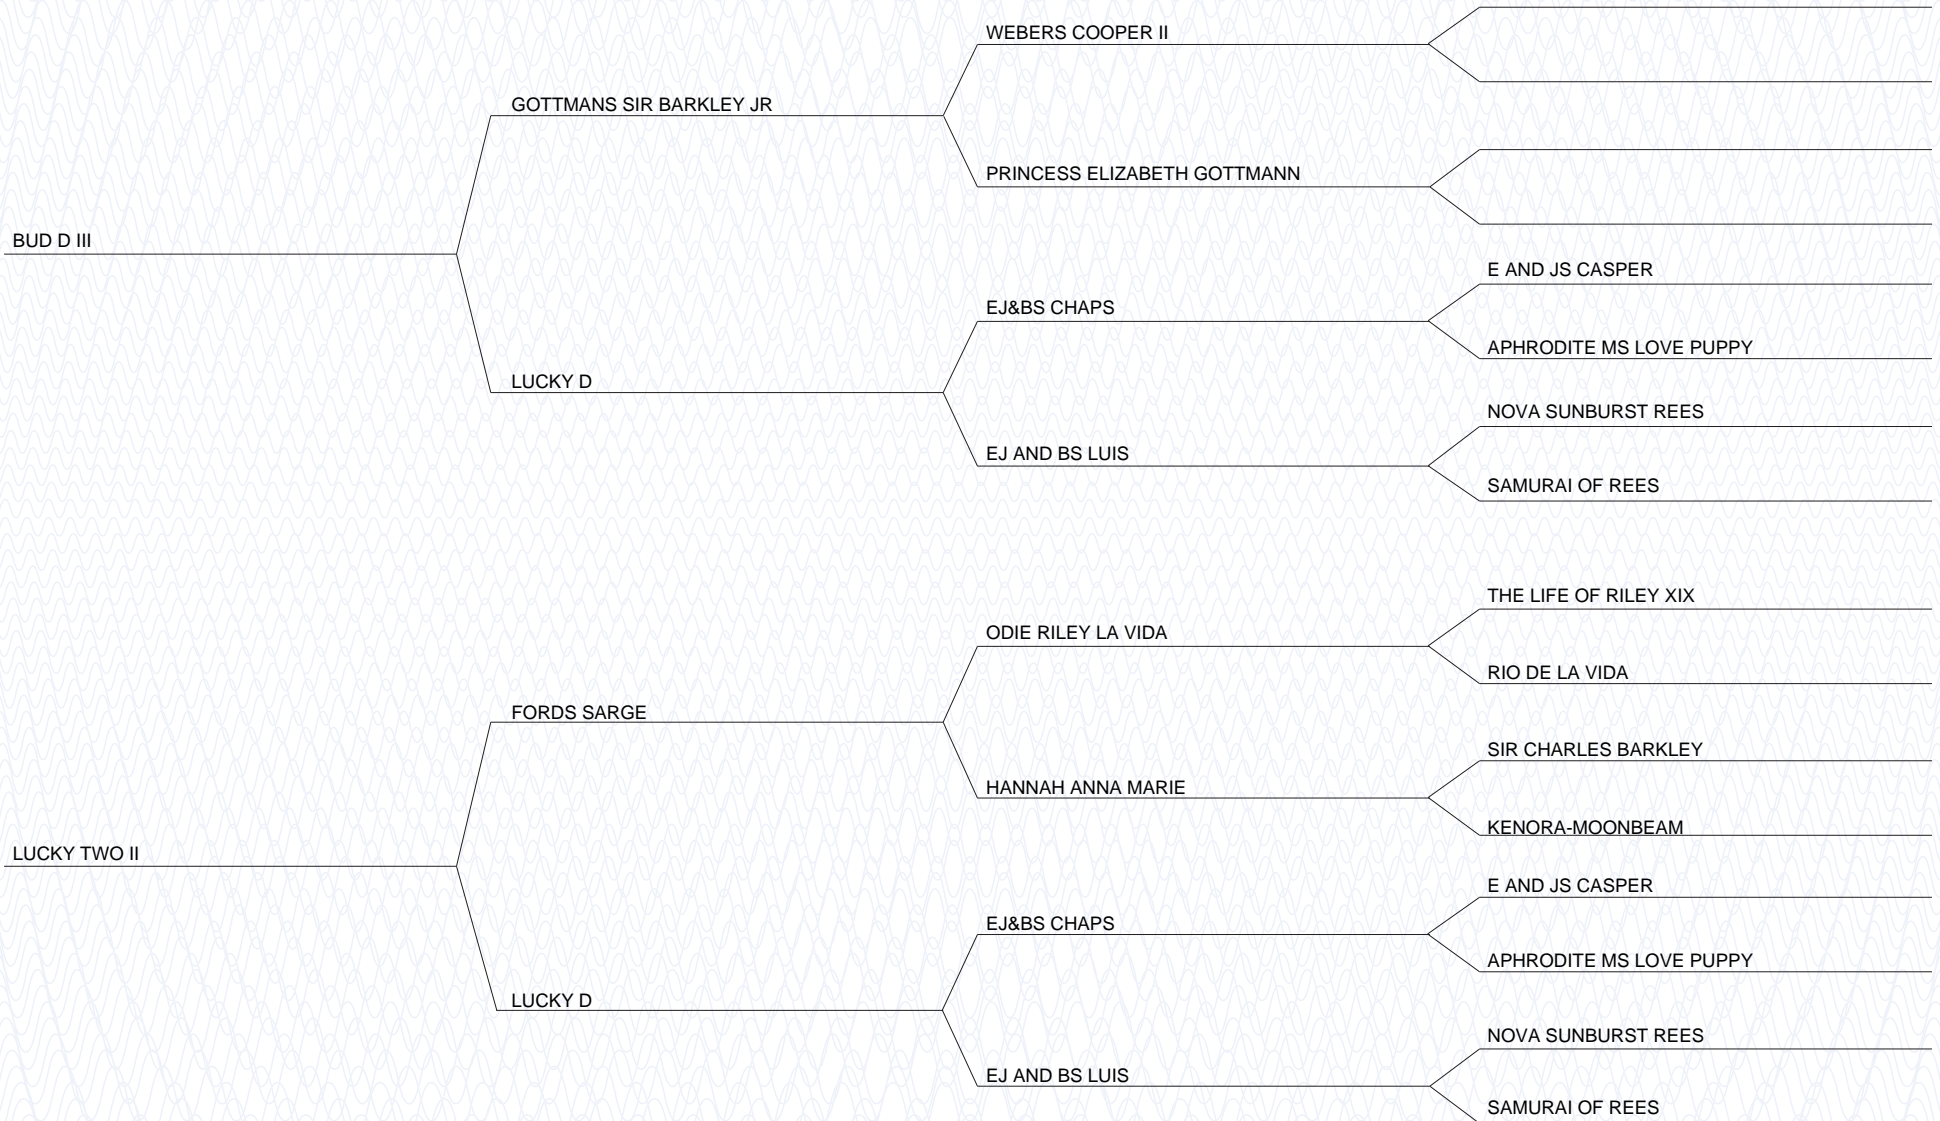 WEBERS COOPER II
GOTTMANS SIR BARKLEY JR
PRINCESS ELIZABETH GOTTMANN
BUD D III
E AND JS CASPER
EJ&BS CHAPS
APHRODITE MS LOVE PUPPY
LUCKY D
NOVA SUNBURST REES
EJ AND BS LUIS
SAMURAI OF REES
THE LIFE OF RILEY XIX
ODIE RILEY LA VIDA
RIO DE LA VIDA
FORDS SARGE
SIR CHARLES BARKLEY
HANNAH ANNA MARIE
KENORA-MOONBEAM
LUCKY TWO II
E AND JS CASPER
EJ&BS CHAPS
APHRODITE MS LOVE PUPPY
LUCKY D
NOVA SUNBURST REES
EJ AND BS LUIS
SAMURAI OF REES